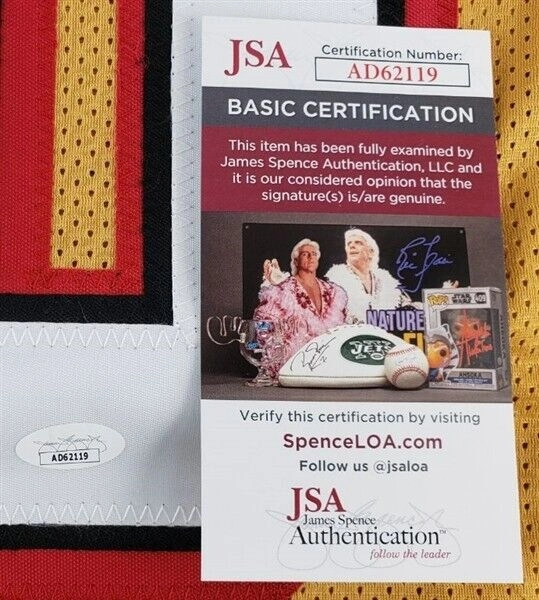 JSA
Certification Number:
AD62119
BASIC CERTIFICATION
This item has been fully examined by
James Spence Authentication, LLC and
it is our considered opinion that the
signature(s) is/are genuine.
NATURE
JETS
AHSOKA
Verify this certification by visiting
SpenceLOA.com
Follow us @jsaloa
JSA
James Spence
Authentication™
follow the leader
AD62119